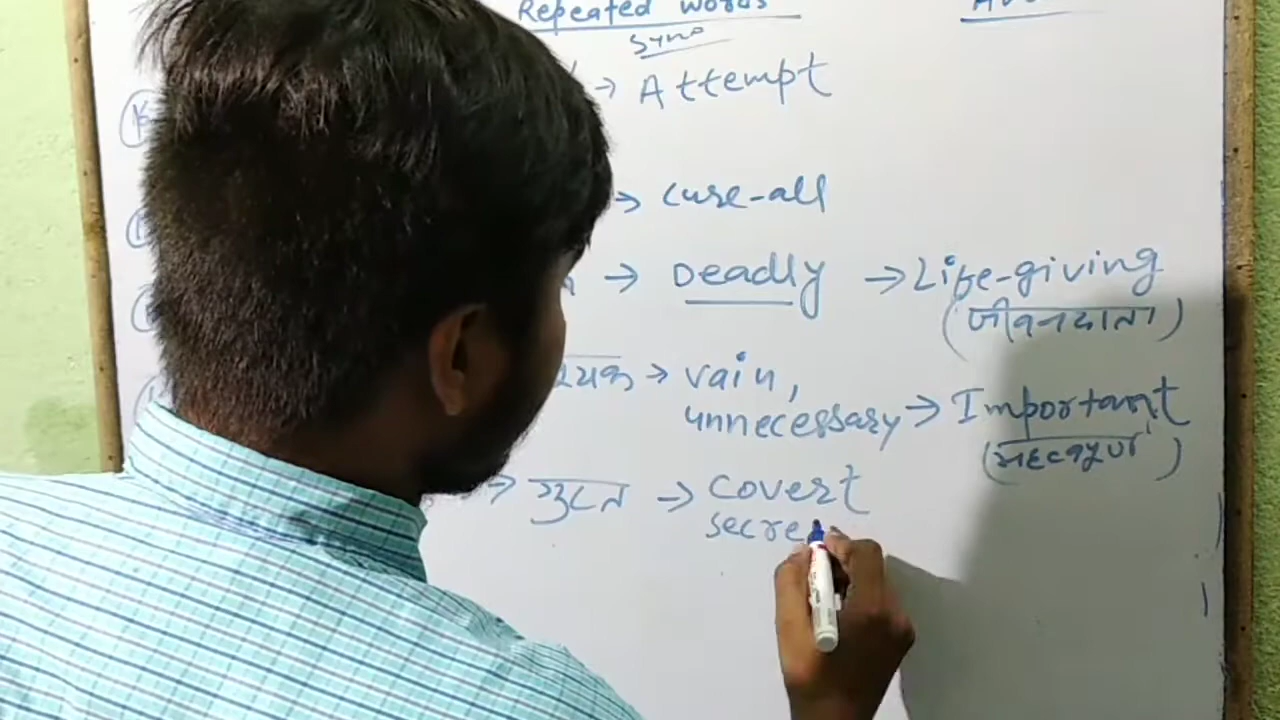 Repeated words
Syno
→ Attempt
→ cure-all
→ Deadly → Life-giving
(जीवनदाता)
→ vain,
unnecessary → Important
(महत्वपूर्ण)
→ गुप्त → covert
secre